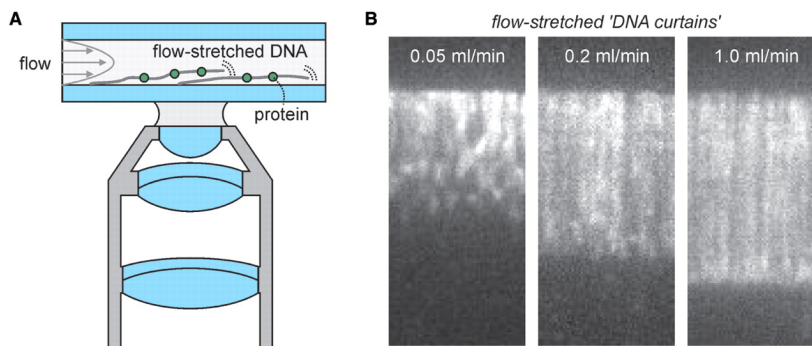 A
flow
flow-stretched DNA
protein
B
flow-stretched 'DNA curtains'
0.05 ml/min
0.2 ml/min
1.0 ml/min